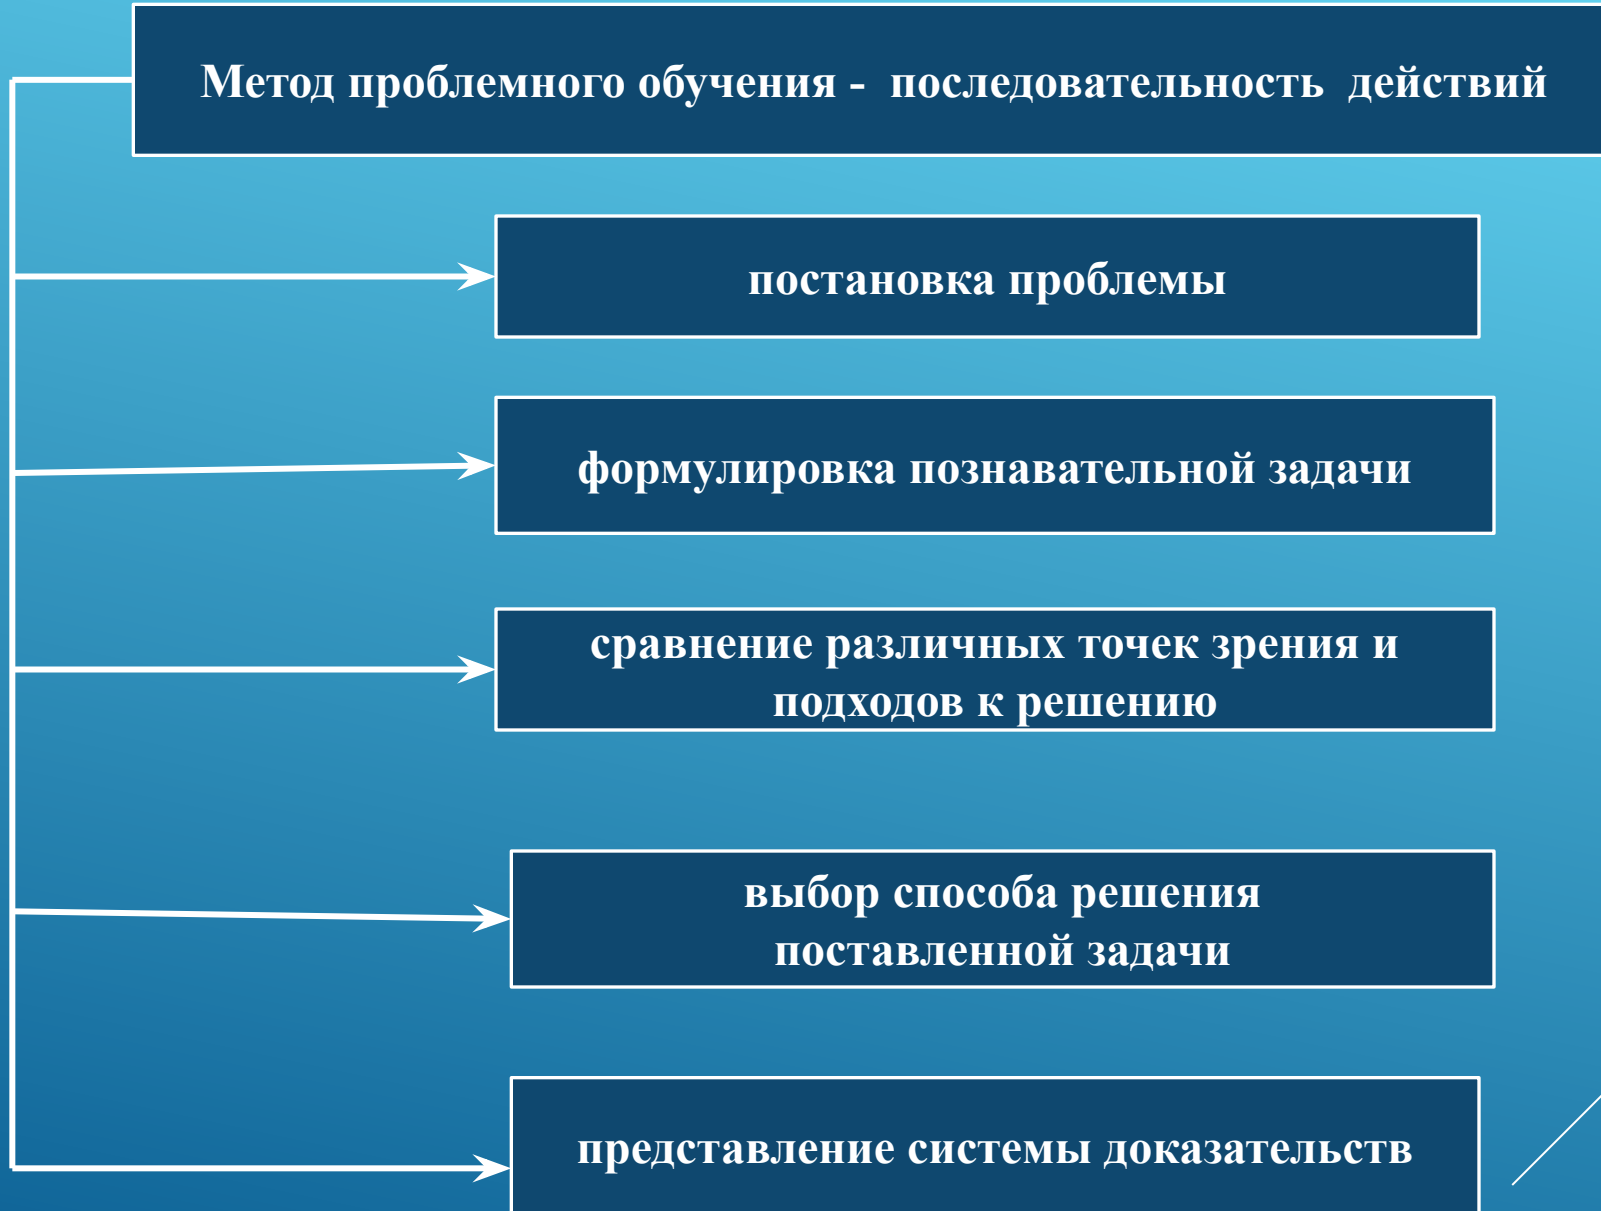 Метод проблемного обучения - последовательность действий
постановка проблемы
формулировка познавательной задачи
сравнение различных точек зрения и
подходов к решению
выбор способа решения
поставленной задачи
представление системы доказательств